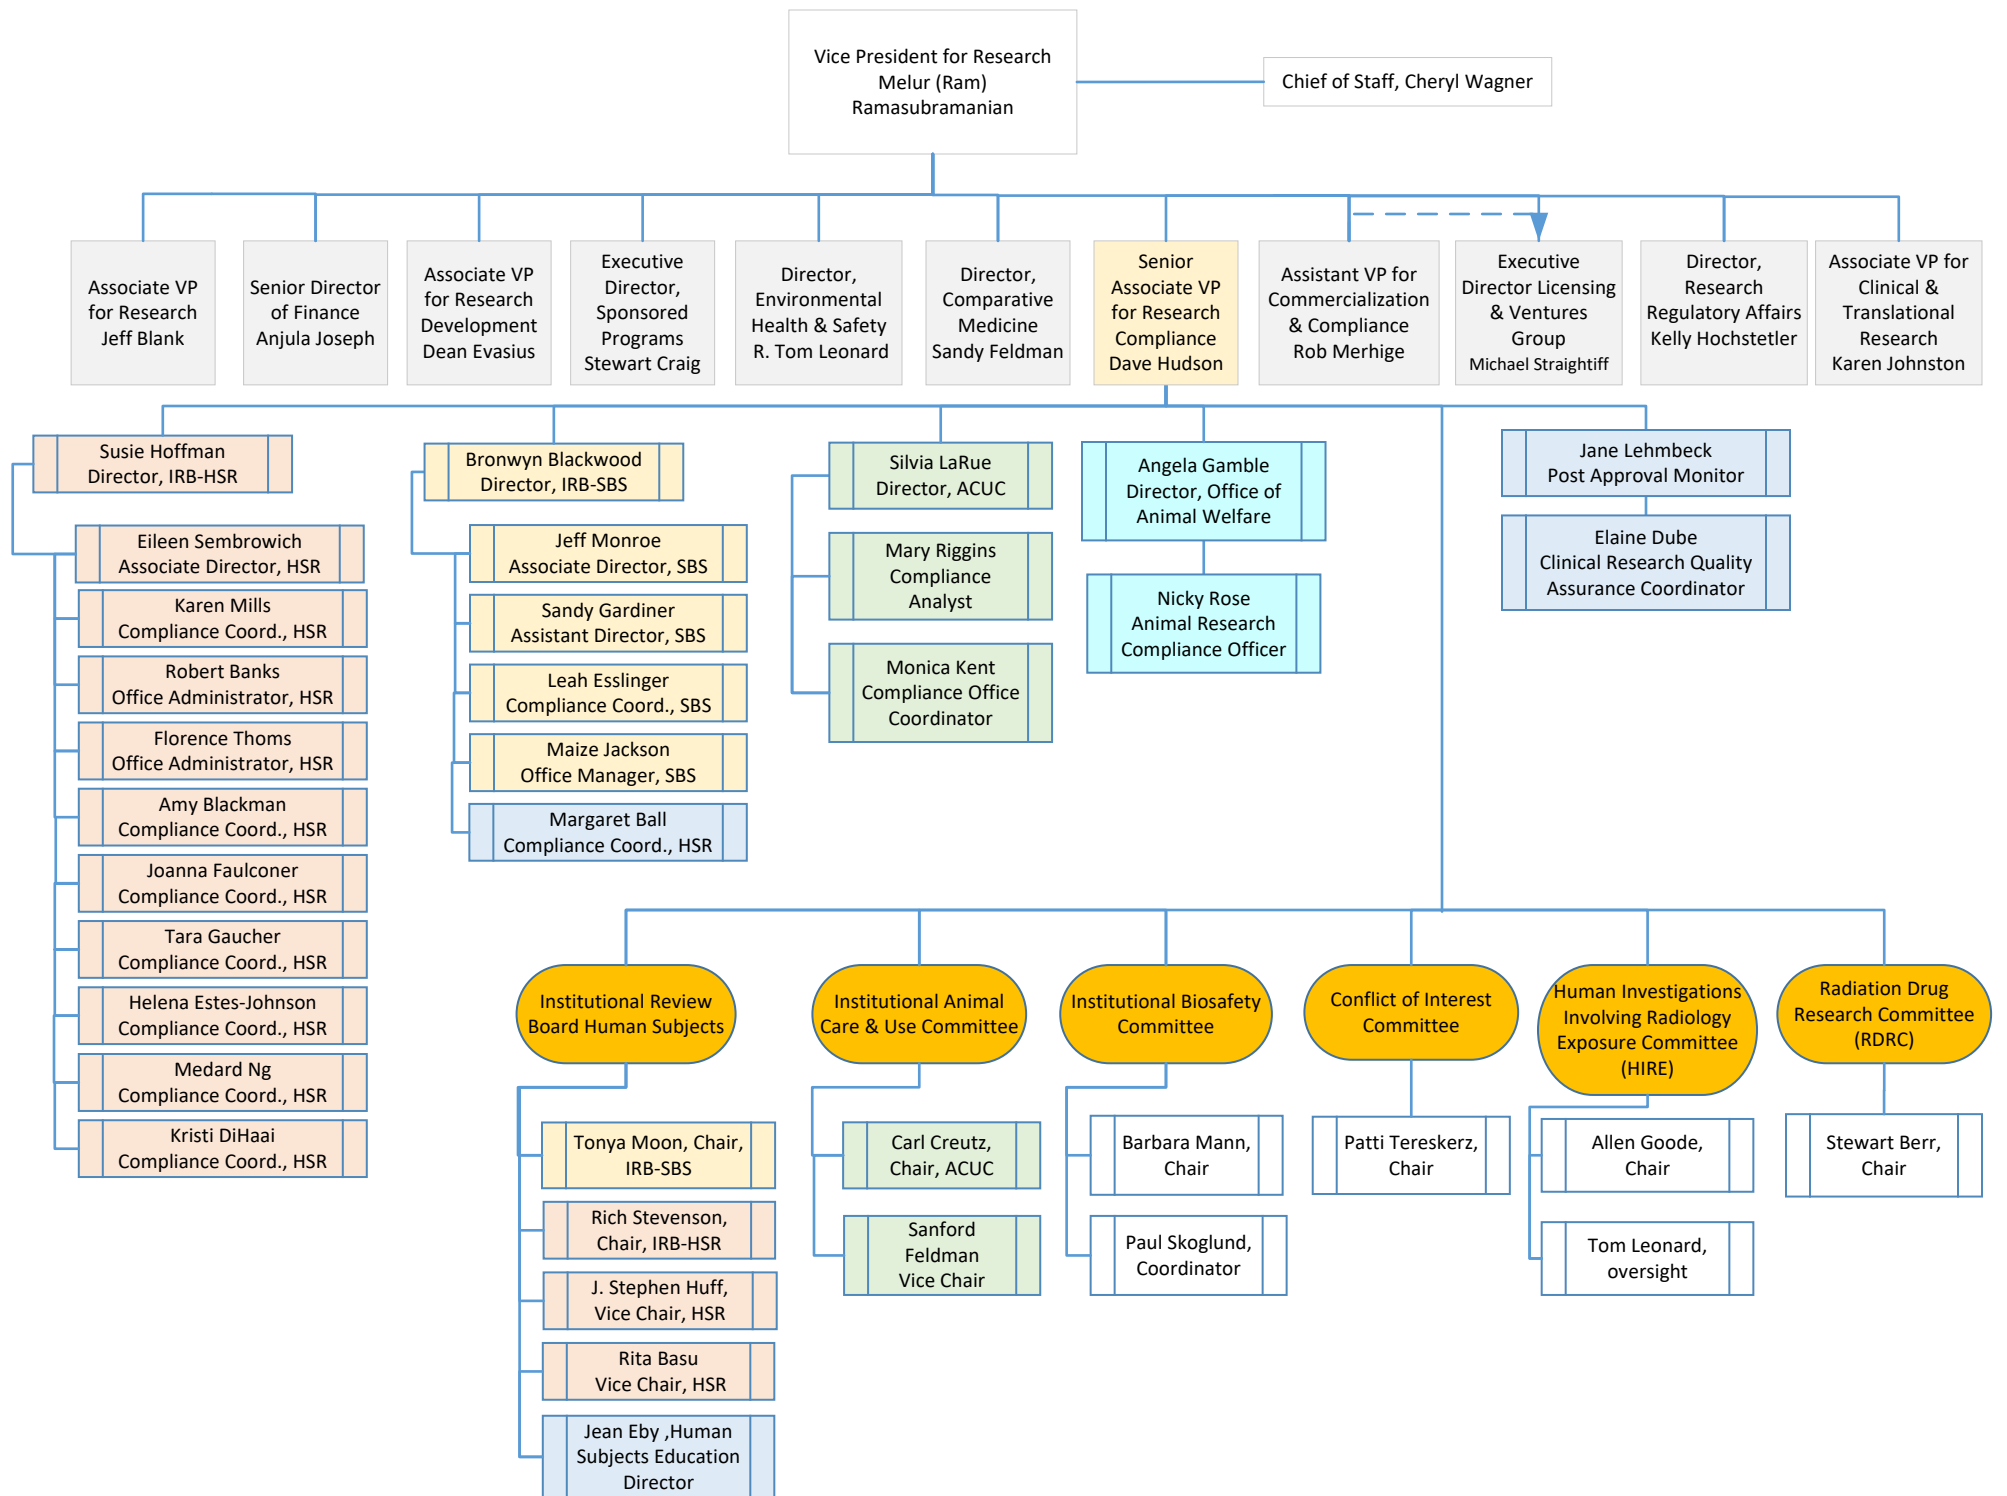 Vice President for Research
Melur (Ram)
Ramasubramanian
Chief of Staff, Cheryl Wagner
Associate VP
for Research
Jeff Blank
Senior Director
of Finance
Anjula Joseph
Associate VP
for Research
Development
Dean Evasius
Executive
Director,
Sponsored
Programs
Stewart Craig
Director,
Environmental
Health & Safety
R. Tom Leonard
Director,
Comparative
Medicine
Sandy Feldman
Senior
Associate VP
for Research
Compliance
Dave Hudson
Assistant VP for
Commercialization
& Compliance
Rob Merhige
Executive
Director Licensing
& Ventures
Group
Michael Straightiff
Director,
Research
Regulatory Affairs
Kelly Hochstetler
Associate VP for
Clinical &
Translational
Research
Karen Johnston
Susie Hoffman
Director, IRB-HSR
Eileen Sembrowich
Associate Director, HSR
Karen Mills
Compliance Coord., HSR
Robert Banks
Office Administrator, HSR
Florence Thoms
Office Administrator, HSR
Amy Blackman
Compliance Coord., HSR
Joanna Faulconer
Compliance Coord., HSR
Tara Gaucher
Compliance Coord., HSR
Helena Estes-Johnson
Compliance Coord., HSR
Medard Ng
Compliance Coord., HSR
Kristi DiHaai
Compliance Coord., HSR
Bronwyn Blackwood
Director, IRB-SBS
Jeff Monroe
Associate Director, SBS
Sandy Gardiner
Assistant Director, SBS
Leah Esslinger
Compliance Coord., SBS
Maize Jackson
Office Manager, SBS
Margaret Ball
Compliance Coord., HSR
Silvia LaRue
Director, ACUC
Mary Riggins
Compliance
Analyst
Monica Kent
Compliance Office
Coordinator
Angela Gamble
Director, Office of
Animal Welfare
Nicky Rose
Animal Research
Compliance Officer
Jane Lehmbeck
Post Approval Monitor
Elaine Dube
Clinical Research Quality
Assurance Coordinator
Institutional Review
Board Human Subjects
Tonya Moon, Chair,
IRB-SBS
Rich Stevenson,
Chair, IRB-HSR
J. Stephen Huff,
Vice Chair, HSR
Rita Basu
Vice Chair, HSR
Jean Eby ,Human
Subjects Education
Director
Institutional Animal
Care & Use Committee
Carl Creutz,
Chair, ACUC
Sanford
Feldman
Vice Chair
Institutional Biosafety
Committee
Barbara Mann,
Chair
Paul Skoglund,
Coordinator
Conflict of Interest
Committee
Patti Tereskerz,
Chair
Human Investigations
Involving Radiology
Exposure Committee
(HIRE)
Allen Goode,
Chair
Tom Leonard,
oversight
Radiation Drug
Research Committee
(RDRC)
Stewart Berr,
Chair